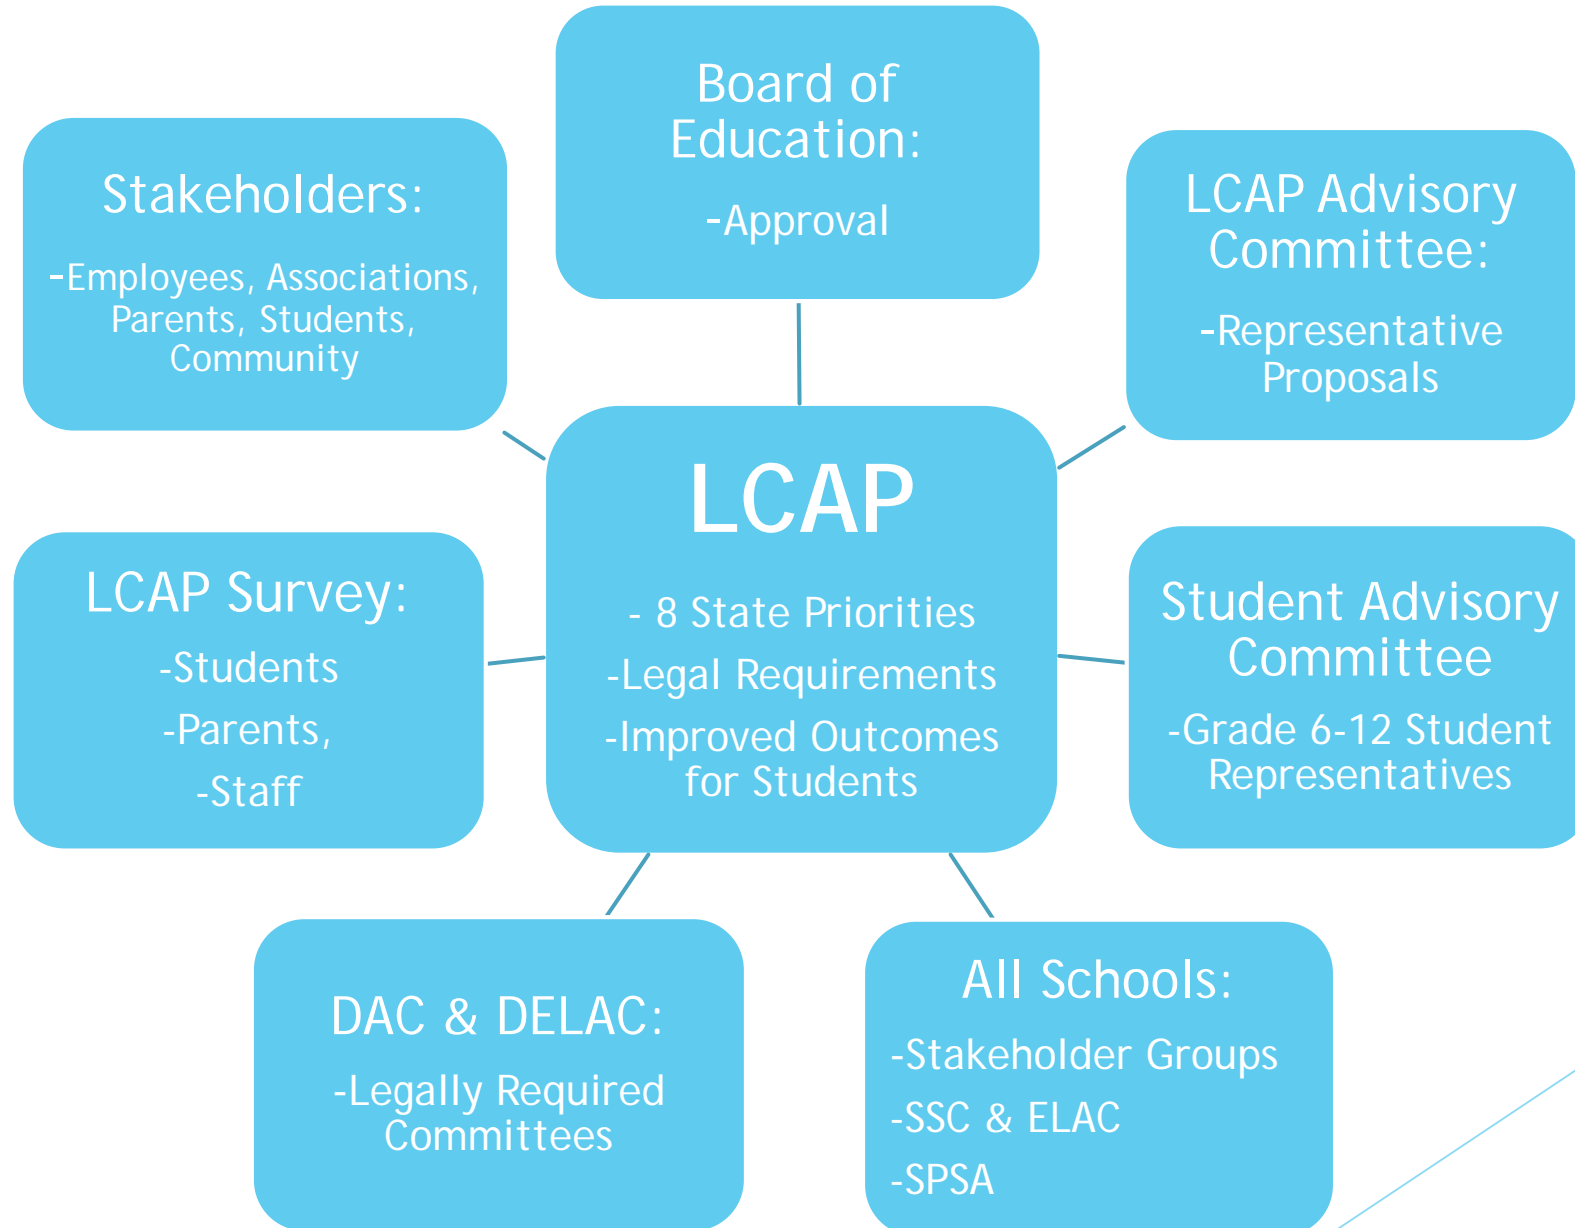 Board of
Education:
-Approval
Stakeholders:
-Employees, Associations,
Parents, Students,
Community
LCAP Advisory
Committee:
-Representative
Proposals
LCAP
- 8 State Priorities
-Legal Requirements
-Improved Outcomes
for Students
LCAP Survey:
-Students
-Parents,
-Staff
Student Advisory
Committee
-Grade 6-12 Student
Representatives
DAC & DELAC:
-Legally Required
Committees
All Schools:
-Stakeholder Groups
-SSC & ELAC
-SPSA